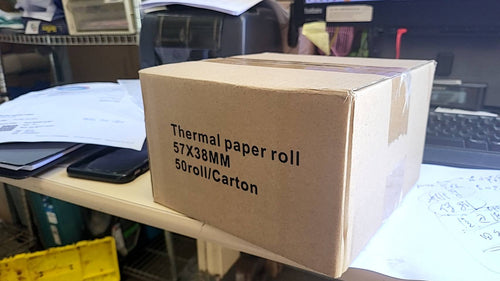 Thermal paper roll
57X38MM
50roll/Carton